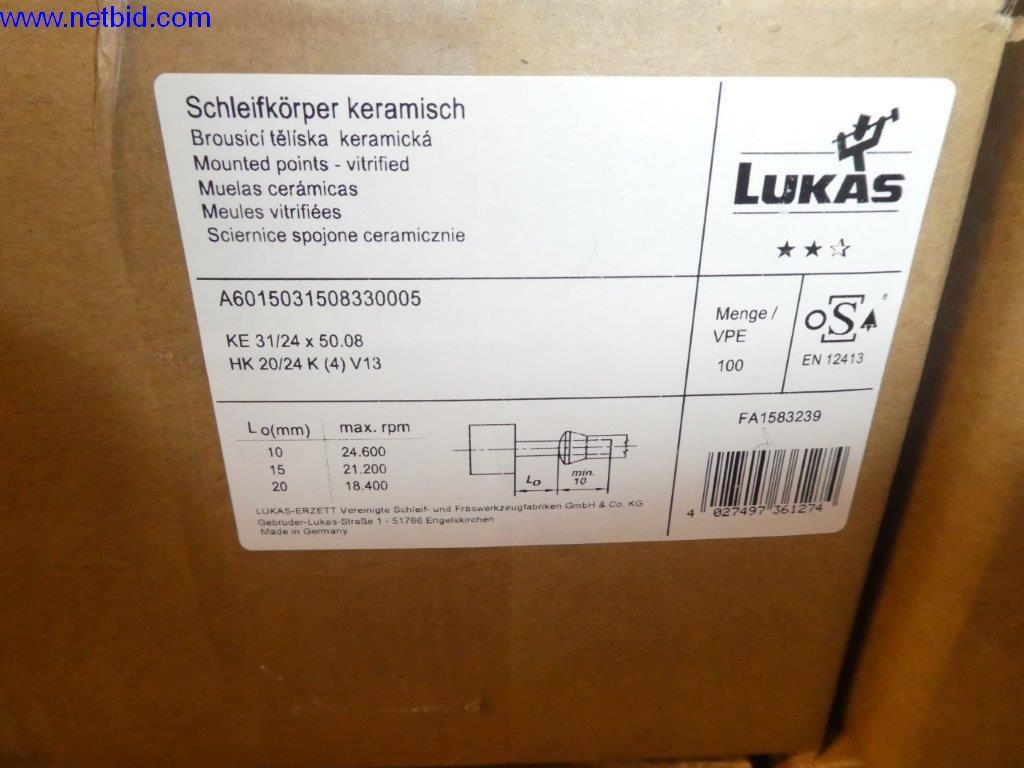 www.netbid.com
Schleifkörper keramisch
Brousicí tělíska keramická
Mounted points - vitrified
Muelas cerámicas
Meules vitrifiées
Sciernice spojone ceramicznie
LUKAS
A6015031508330005
KE 31/24 x 50.08
HK 20/24 K (4) V13
Menge /
VPE
100
oSa
®
EN 12413
Lo(mm) max. rpm
10 24.600
15 21.200
20 18.400
Lo
min.
10
FA1583239
4 027497 361274
LUKAS-ERZETT Vereinigte Schleif- und Fräswerkzeugfabriken GmbH & Co. KG
Gebrüder-Lukas-Straße 1 - 51766 Engelskirchen
Made in Germany